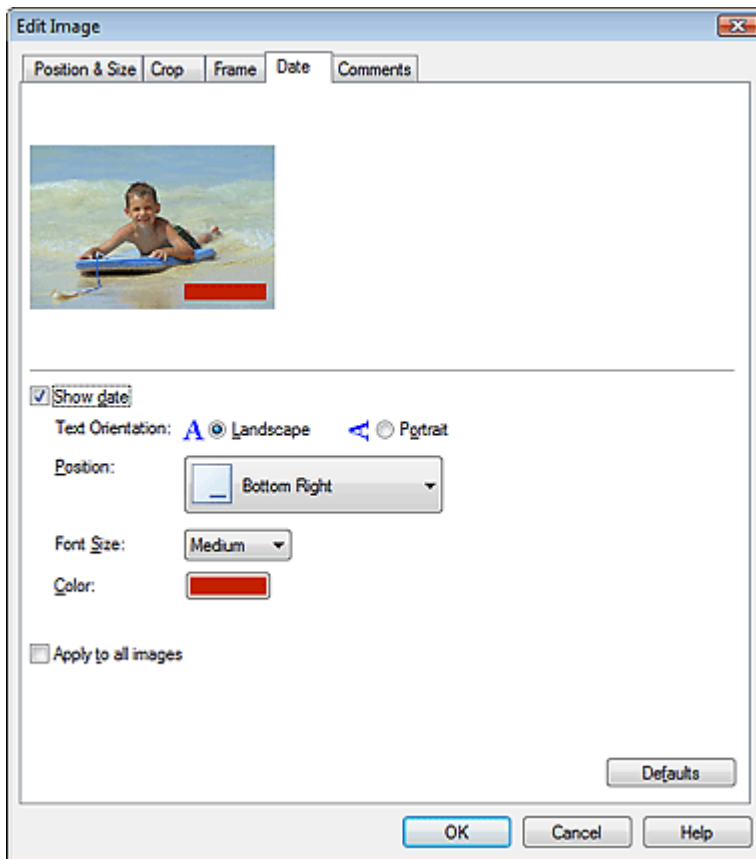 Edit Image
Position & Size Crop Frame Date Comments
Show date
Text Orientation: A Landscape A Portrait
Position: Bottom Right
Font Size: Medium
Color:
Apply to all images
Defaults
OK Cancel Help